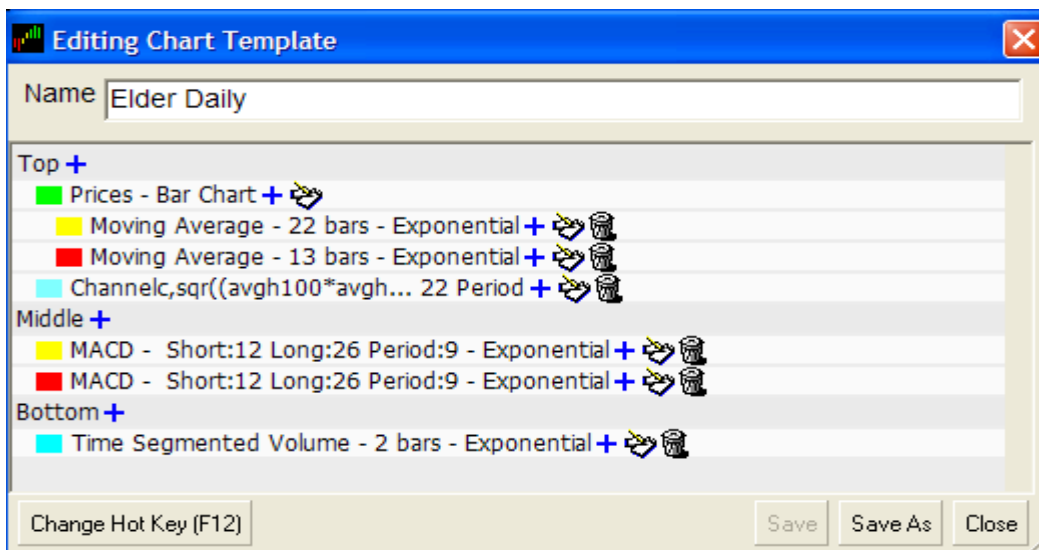 Editing Chart Template
Name Elder Daily
Top
Prices - Bar Chart
Moving Average - 22 bars - Exponential
Moving Average - 13 bars - Exponential
Channelc,sqr((avgh100*avgh... 22 Period
Middle
MACD - Short:12 Long:26 Period:9 - Exponential
MACD - Short:12 Long:26 Period:9 - Exponential
Bottom
Time Segmented Volume - 2 bars - Exponential
Change Hot Key (F12) Save Save As Close